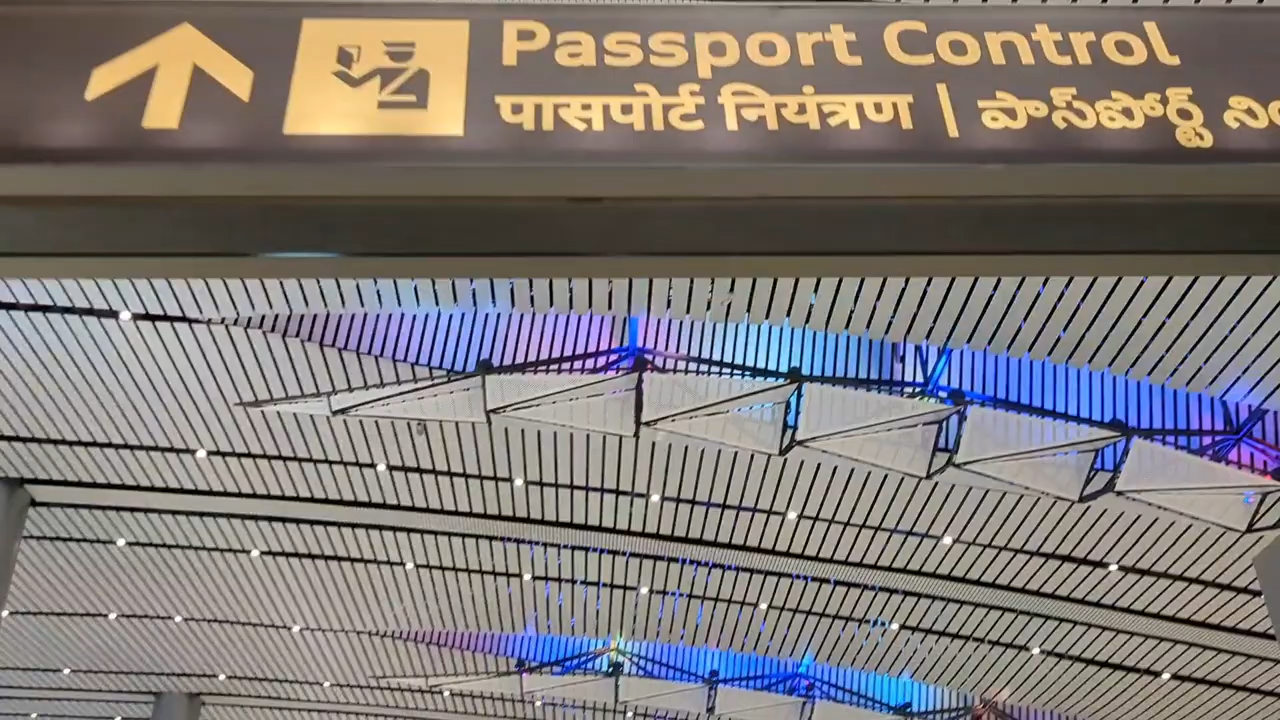 Passport Control
पासपोर्ट नियंत्रण | పాస్‌పోర్ట్